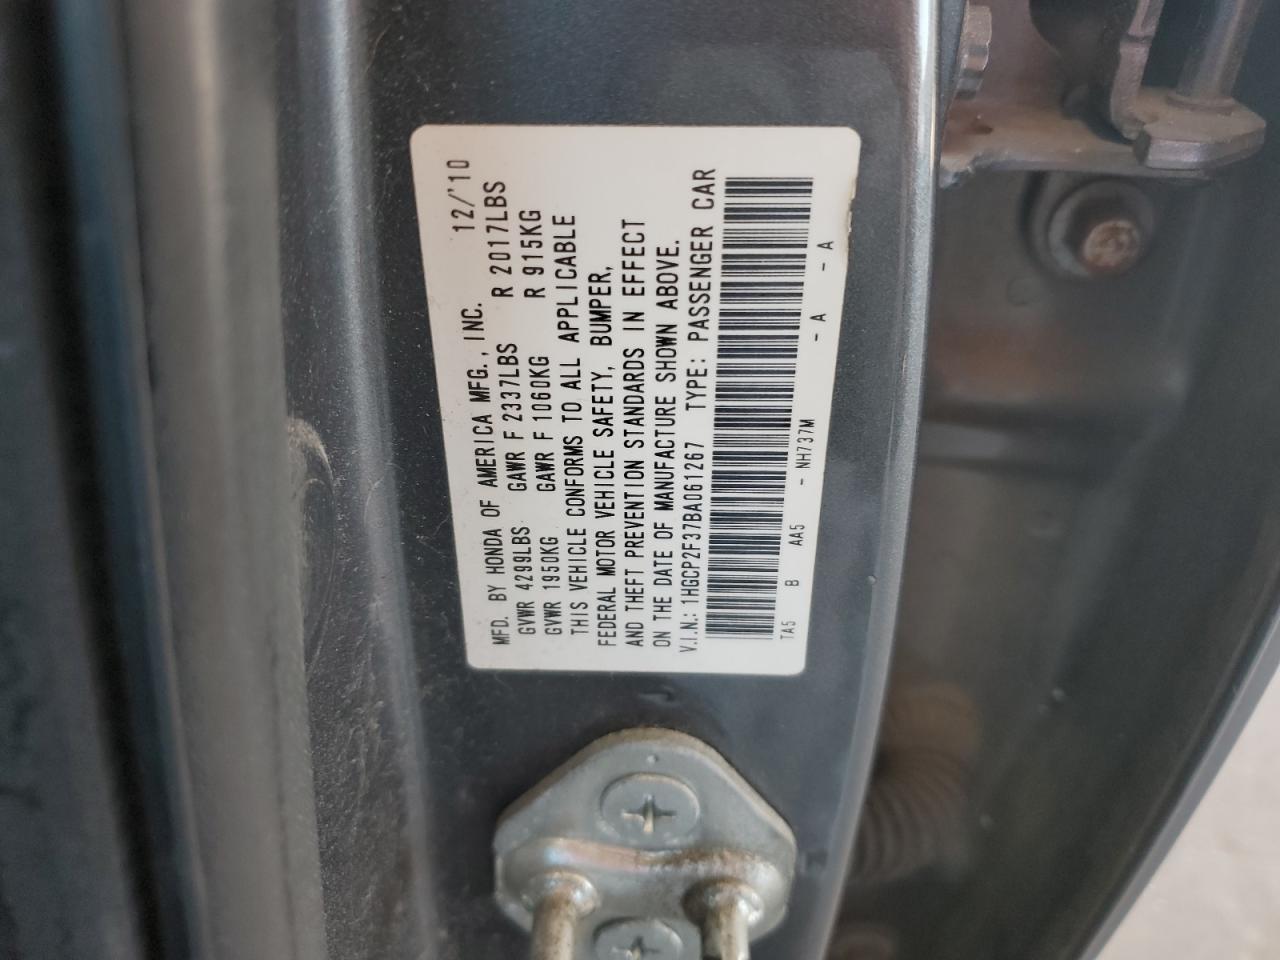 MFD. BY HONDA OF AMERICA MFG., INC. 12/'10
GVWR 4299LBS GAWR F 2337LBS R 2017LBS
GVWR 1950KG GAWR F 1060KG R 915KG
THIS VEHICLE CONFORMS TO ALL APPLICABLE
FEDERAL MOTOR VEHICLE SAFETY, BUMPER,
AND THEFT PREVENTION STANDARDS IN EFFECT
ON THE DATE OF MANUFACTURE SHOWN ABOVE.
V.I.N.: 1HGCP2F37BA061267 TYPE: PASSENGER CAR
TA5 B AA5 - NH737M - A - A